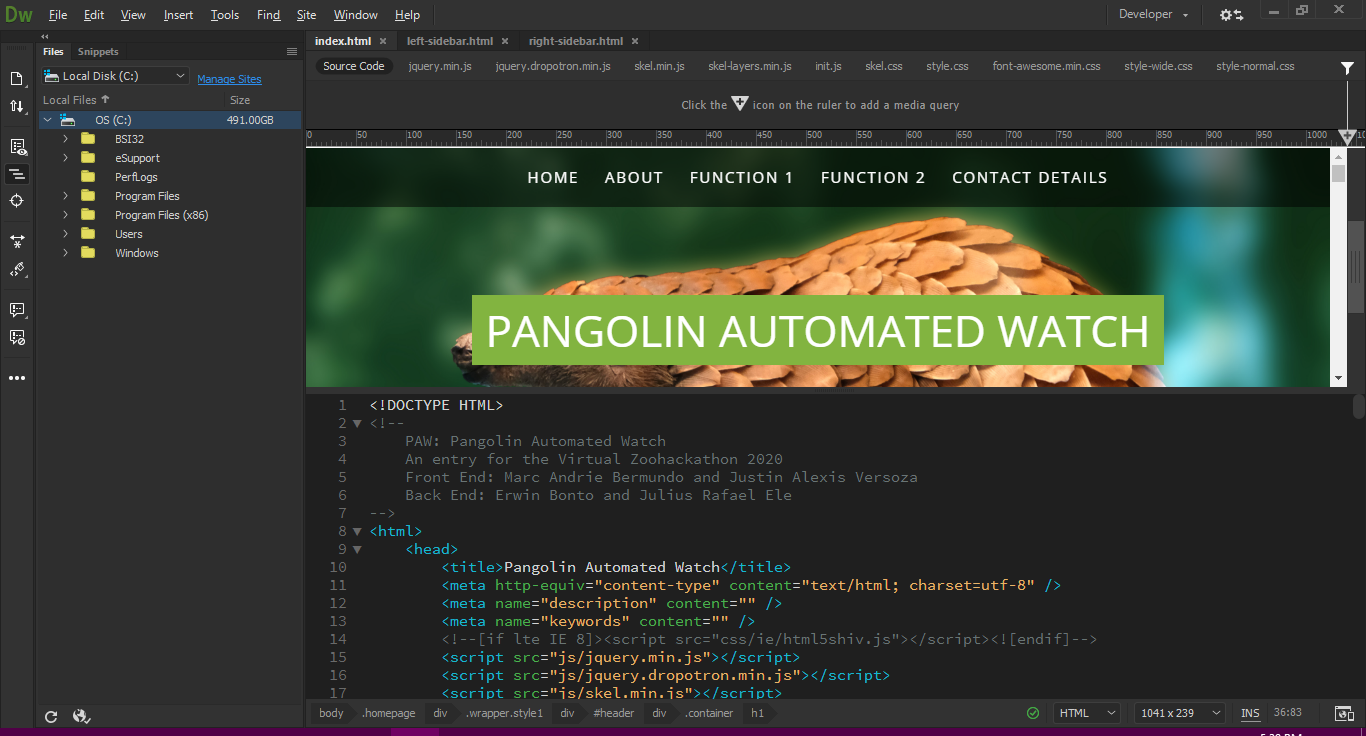 Dw File Edit View Insert Tools Find Site Window Help Developer
Files Snippets
Local Disk (C:) Manage Sites
Local Files Size
OS (C:) 491.00GB
BSI32
eSupport
PerfLogs
Program Files
Program Files (x86)
Users
Windows
index.html left-sidebar.html right-sidebar.html
Source Code jquery.min.js jquery.dropotron.min.js skel.min.js skel-layers.min.js init.js skel.css style.css font-awesome.min.css style-wide.css style-normal.css
Click the icon on the ruler to add a media query
0 50 100 150 200 250 300 350 400 450 500 550 600 650 700 750 800 850 900 950 1000
HOME ABOUT FUNCTION 1 FUNCTION 2 CONTACT DETAILS
PANGOLIN AUTOMATED WATCH
1 <!DOCTYPE HTML>
2 <!--
3 PAW: Pangolin Automated Watch
4 An entry for the Virtual Zoohackathon 2020
5 Front End: Marc Andrie Bermundo and Justin Alexis Versoza
6 Back End: Erwin Bonto and Julius Rafael Ele
7 -->
8 <html>
9 <head>
10 <title>Pangolin Automated Watch</title>
11 <meta http-equiv="content-type" content="text/html; charset=utf-8" />
12 <meta name="description" content="" />
13 <meta name="keywords" content="" />
14 <!--[if lte IE 8]><script src="css/ie/html5shiv.js"></script><![endif]-->
15 <script src="js/jquery.min.js"></script>
16 <script src="js/jquery.dropotron.min.js"></script>
17 <script src="js/skel.min.js"></script>
body .homepage div .wrapper.style1 div #header div .container h1 HTML 1041 x 239 INS 36:83